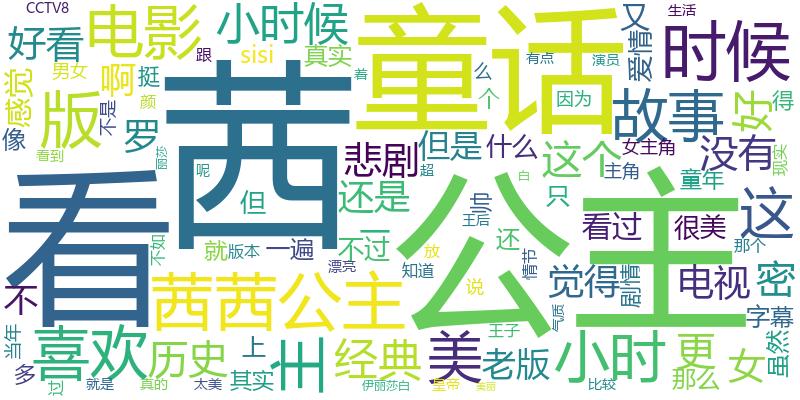 CCTV8
好看
电影
小时候
童话
又
生活
时候
感觉
男女
啊
sisi
挺
跟
真实
爱情
着
么
个
有点
因为
演员
版
颜
不是
像
看到
罗
茜
悲剧
但是
什么
故事
好
得
没有
女主角
这个
主角
童年
现实
丽莎
呢
超
白
还是
帅
只
看
但
公主
王后
一
还
看过
很美
这
那个
就
版本
一遍
不过
不如
漂亮
知道
放
情节
觉得
剧情
电视
密
不
茜茜公主
说
气质
字幕
当年
喜欢
历史
上
王
经典
美
老版
王子
小时
更
女
虽然
多
过
就是
真的
太美
其实
伊丽莎白
皇帝
美丽
比较
那么